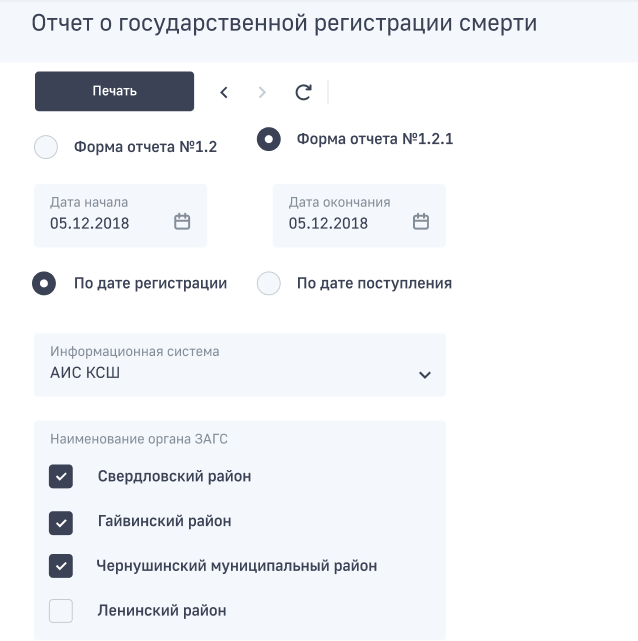 Отчет о государственной регистрации смерти
Печать
Форма отчета №1.2
Форма отчета №1.2.1
Дата начала
05.12.2018
Дата окончания
05.12.2018
По дате регистрации
По дате поступления
Информационная система
АИС КСШ
Наименование органа ЗАГС
Свердловский район
Гайвинский район
Чернушинский муниципальный район
Ленинский район